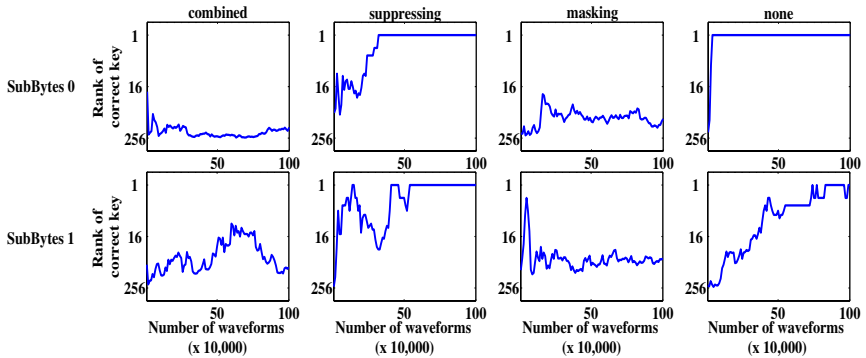 combined suppressing masking none
SubBytes 0
Rank of
correct key
1 1 1 1
16 16 16 16
256 256 256 256
50 100 50 100 50 100 50 100
SubBytes 1
Rank of
correct key
1 1 1 1
16 16 16 16
256 256 256 256
50 100 50 100 50 100 50 100
Number of waveforms Number of waveforms Number of waveforms Number of waveforms
(x 10,000) (x 10,000) (x 10,000) (x 10,000)